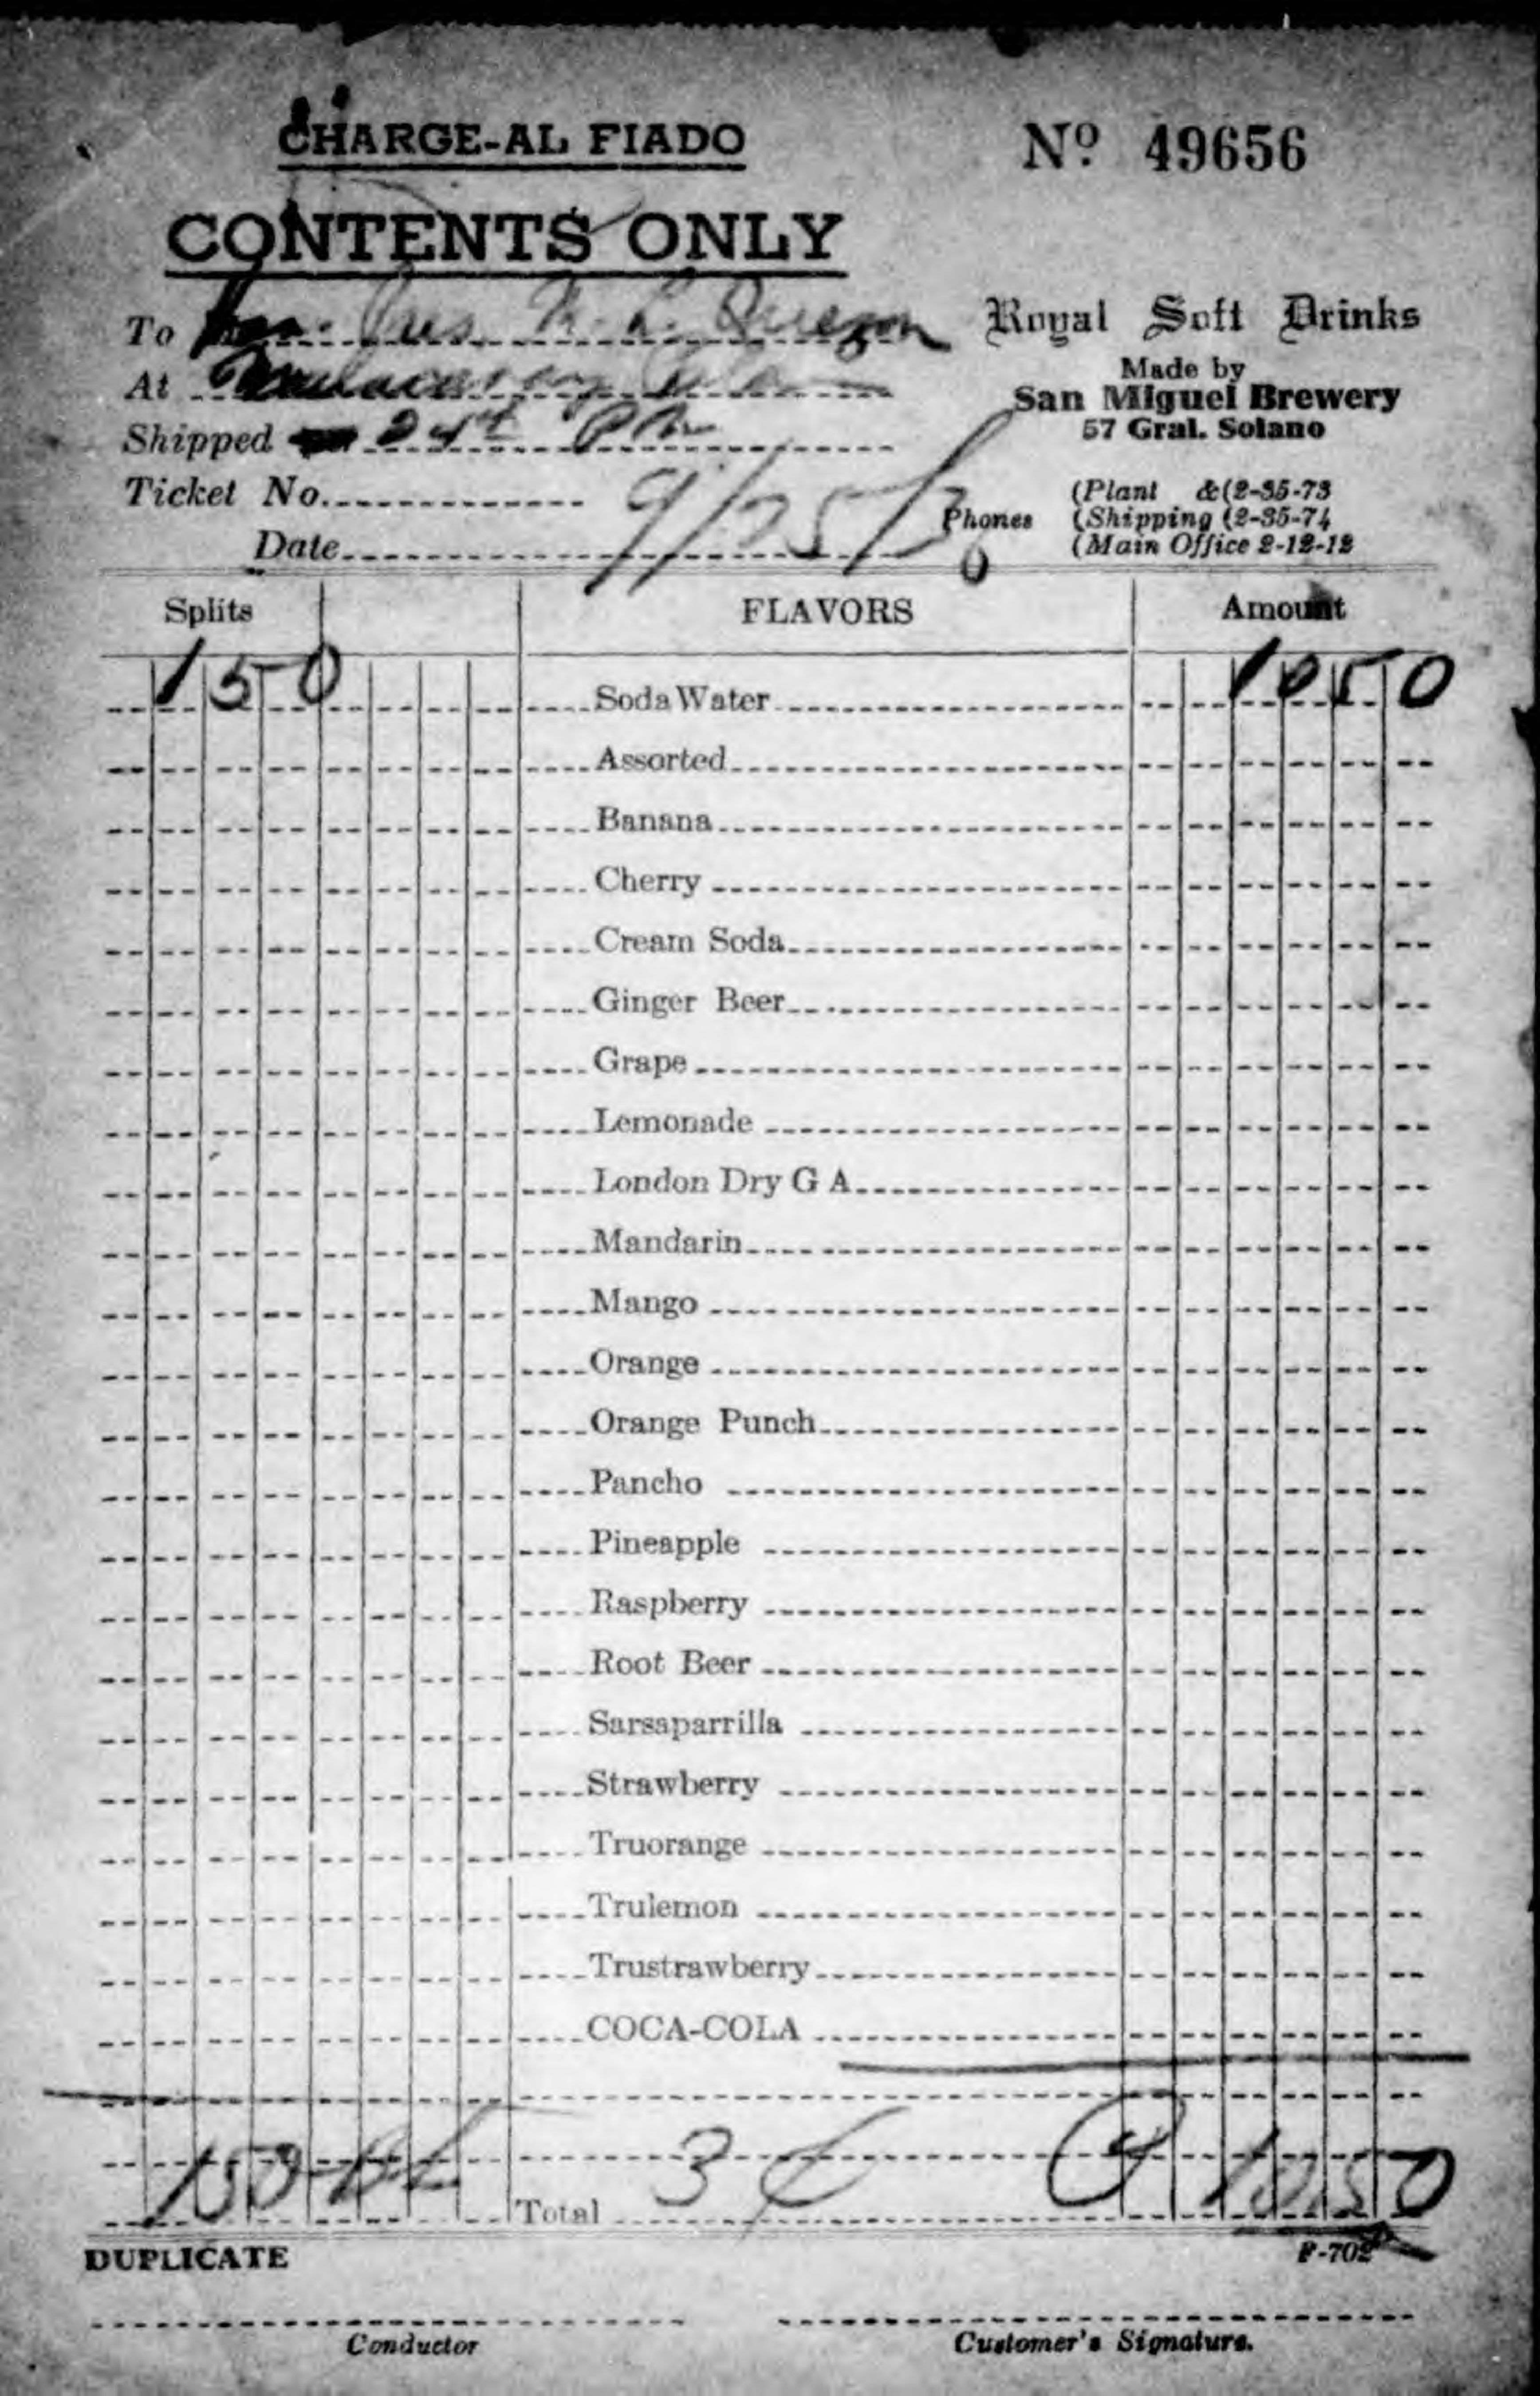 CHARGE-AL FIADO
Nº 49656
CONTENTS ONLY
To Hon. Pres. M. L. Quezon
At
Shipped 24th
Ticket No.
Date 9/25/36
Royal Soft Drinks
Made by
San Miguel Brewery
57 Gral. Solano
Phones
(Plant &(2-35-73
(Shipping (2-35-74
(Main Office 2-12-12
Splits FLAVORS Amount
150 Soda Water 10 50
Assorted
Banana
Cherry
Cream Soda
Ginger Beer
Grape
Lemonade
London Dry G A
Mandarin
Mango
Orange
Orange Punch
Pancho
Pineapple
Raspberry
Root Beer
Sarsaparrilla
Strawberry
Truorange
Trulemon
Trustrawberry
COCA-COLA
150 Total 3 10 50
DUPLICATE
P-702
Conductor
Customer's Signature.